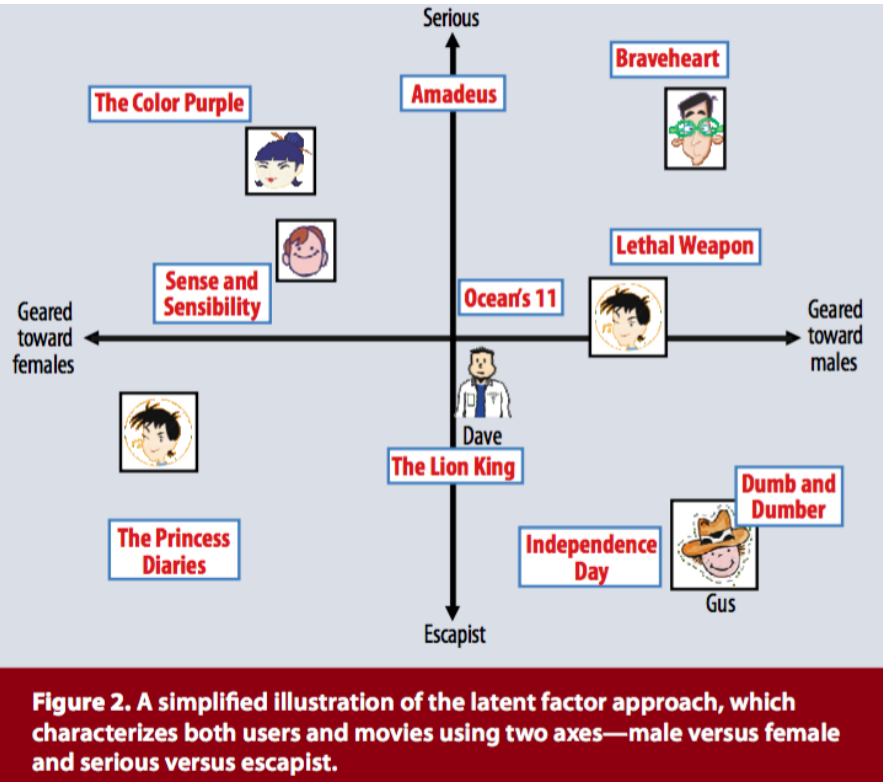 Serious
Braveheart
The Color Purple
Amadeus
Lethal Weapon
Sense and
Sensibility
Ocean's 11
Geared
toward
females
Geared
toward
males
Dave
The Lion King
Dumb and
Dumber
The Princess
Diaries
Independence
Day
Gus
Escapist
Figure 2. A simplified illustration of the latent factor approach, which
characterizes both users and movies using two axes—male versus female
and serious versus escapist.